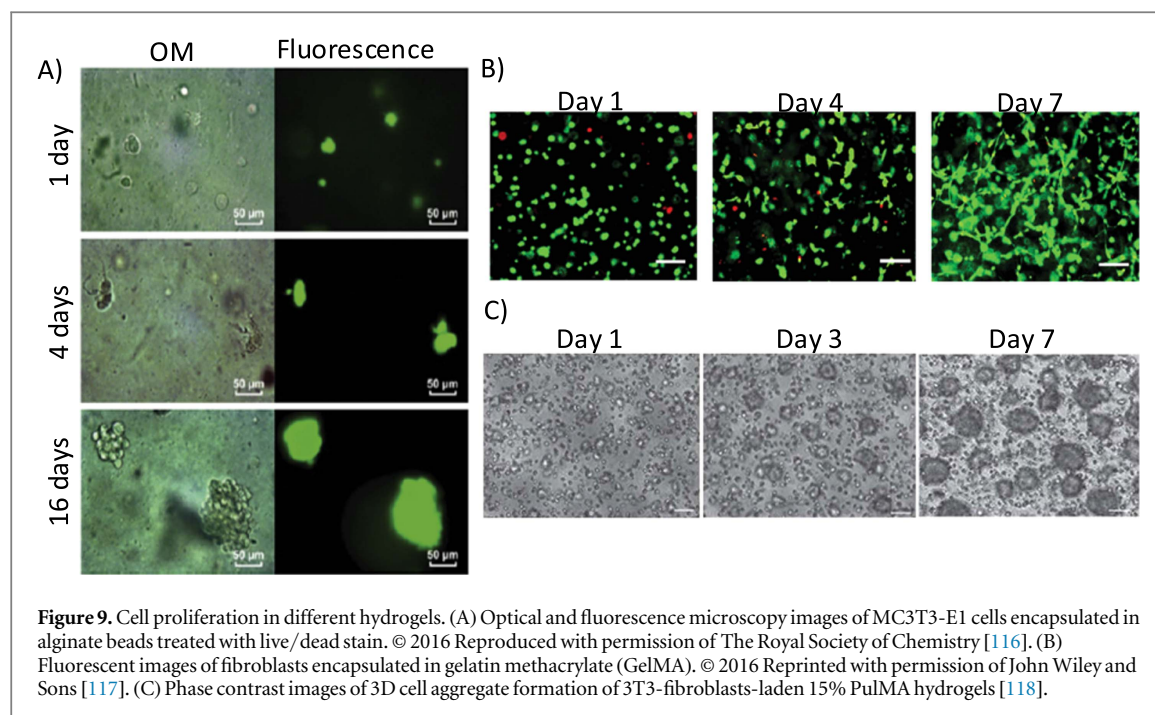 A)
OM
Fluorescence
1 day
50 µm
50 µm
4 days
50 µm
50 µm
16 days
50 µm
50 µm
B)
Day 1
Day 4
Day 7
C)
Day 1
Day 3
Day 7
Figure 9. Cell proliferation in different hydrogels. (A) Optical and fluorescence microscopy images of MC3T3-E1 cells encapsulated in
alginate beads treated with live/dead stain. © 2016 Reproduced with permission of The Royal Society of Chemistry [116]. (B)
Fluorescent images of fibroblasts encapsulated in gelatin methacrylate (GelMA). © 2016 Reprinted with permission of John Wiley and
Sons [117]. (C) Phase contrast images of 3D cell aggregate formation of 3T3-fibroblasts-laden 15% PulMA hydrogels [118].